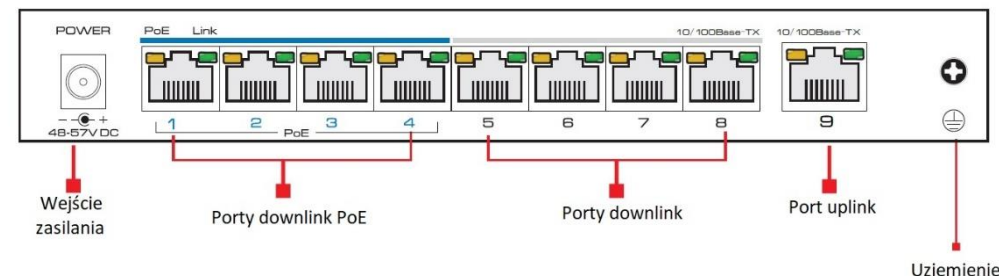 POWER PoE Link 10/100Base-TX 10/100Base-TX
- +
48-57V DC
1 2 3 4 5 6 7 8 9
PoE
Wejście
zasilania
Porty downlink PoE
Porty downlink
Port uplink
Uziemienie